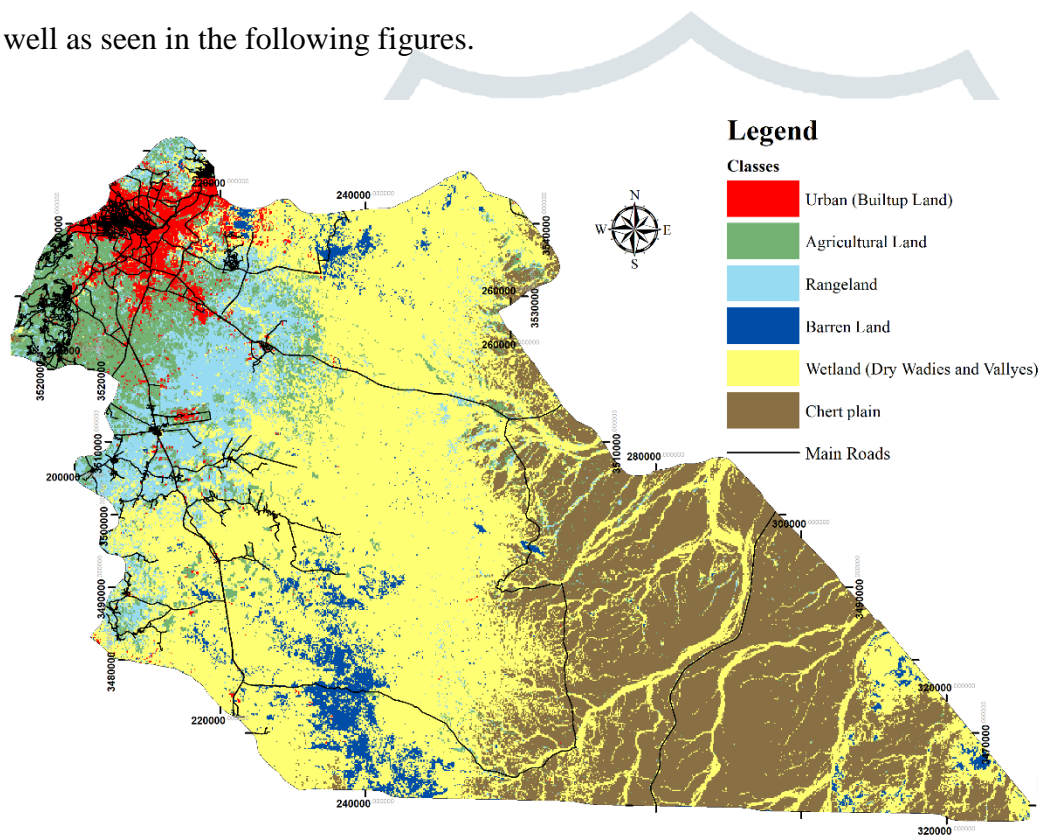 well as seen in the following figures.
Legend
Classes
Urban (Builtup Land)
Agricultural Land
Rangeland
Barren Land
Wetland (Dry Wadies and Vallyes)
Chert plain
Main Roads
N
W E
S
240000
260000
3530000
260000
3520000
3520000
3510000
280000
200000
3500000
300000
3490000
3490000
3480000
320000
220000
240000
320000